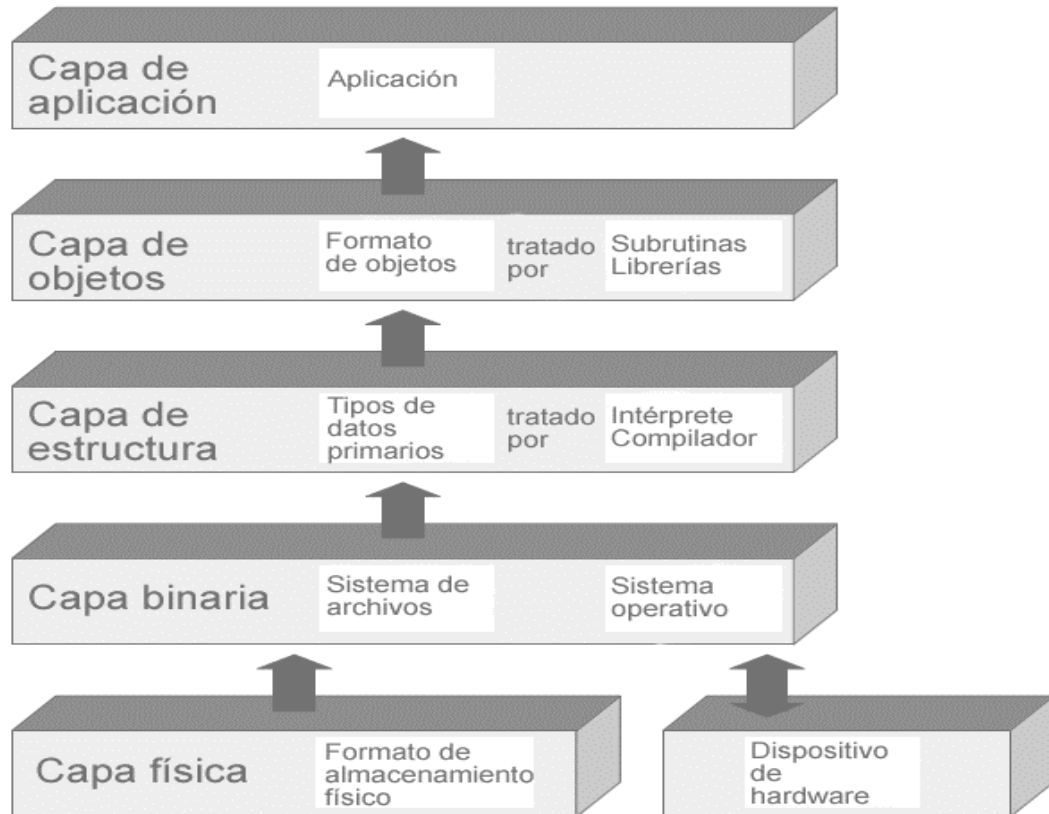 Capa de
aplicación
Aplicación
Capa de
objetos
Formato
de objetos
tratado
por
Subrutinas
Librerías
Capa de
estructura
Tipos de
datos
primarios
tratado
por
Intérprete
Compilador
Capa binaria
Sistema de
archivos
Sistema
operativo
Capa física
Formato de
almacenamiento
físico
Dispositivo
de
hardware